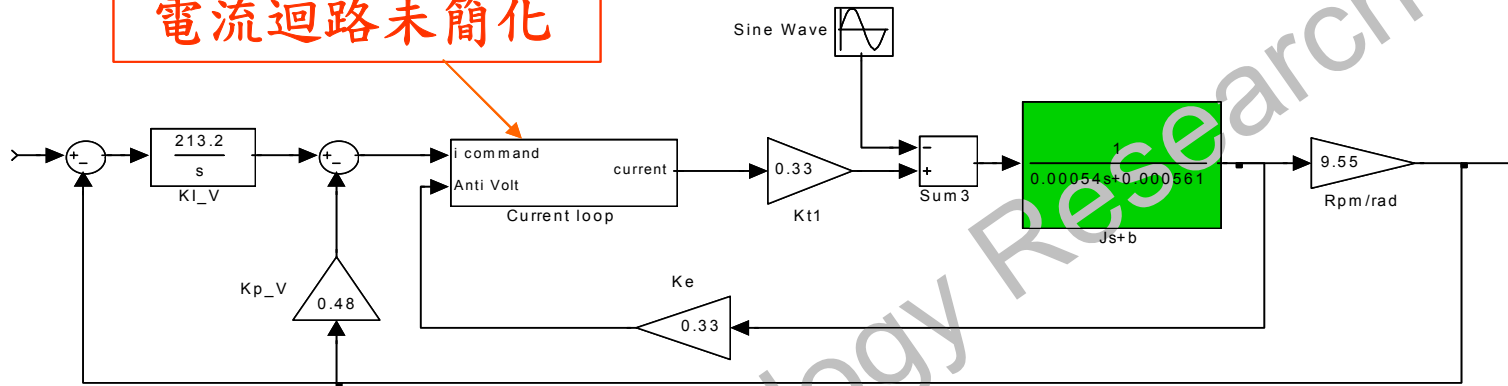 電流迴路未簡化
Sine Wave
213.2
s
KI_V
i command
Anti Volt
current
Current loop
0.33
Kt1
Sum3
1
0.00054s+0.000561
Js+b
9.55
Rpm/rad
Kp_V
0.48
Ke
0.33
ogy Research